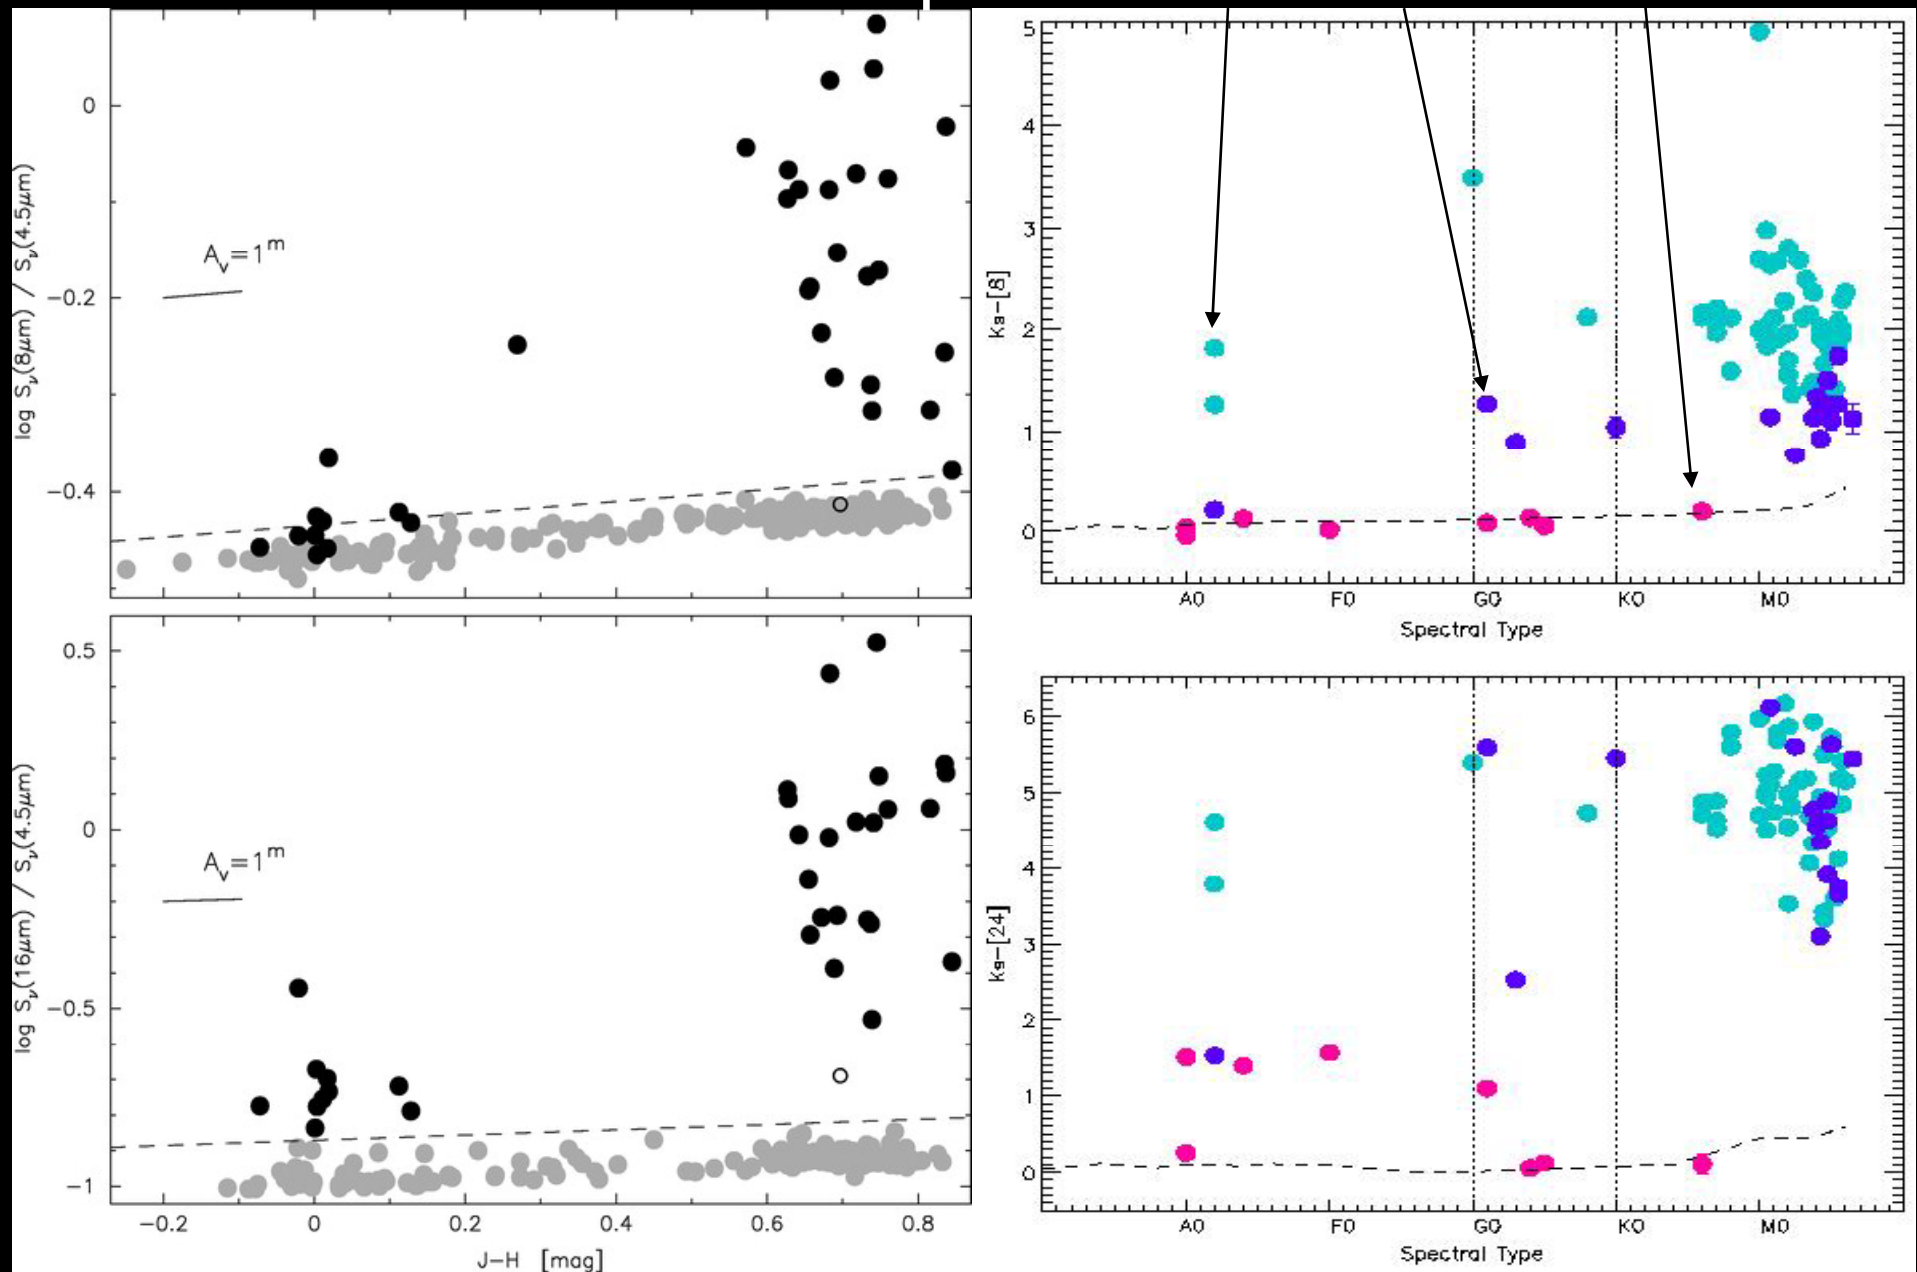 log Sν(8μm) / Sν(4.5μm)
0
−0.2
−0.4
Av=1m
log Sν(16μm) / Sν(4.5μm)
0.5
0
−0.5
−1
Av=1m
−0.2 0 0.2 0.4 0.6 0.8
J−H [mag]
Ks−[8]
5
4
3
2
1
0
A0 F0 G0 K0 M0
Spectral Type
Ks−[24]
6
5
4
3
2
1
0
A0 F0 G0 K0 M0
Spectral Type